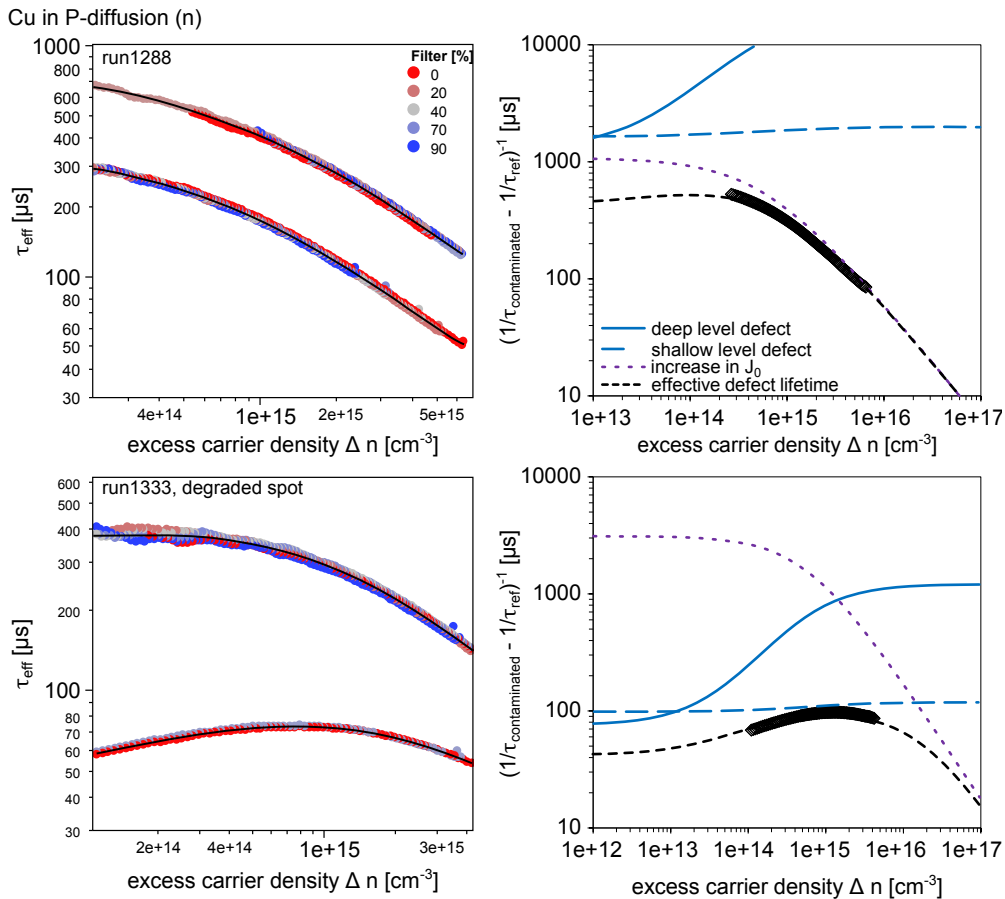 Cu in P-diffusion (n)
run1288
Filter [%]
0
20
40
70
90
1000
800
600
500
400
300
200
100
80
60
50
40
30
τeff [µs]
4e+14
1e+15
2e+15
5e+15
excess carrier density Δ n [cm-3]
10000
1000
100
10
(1/τcontaminated - 1/τref)-1 [µs]
deep level defect
shallow level defect
increase in J0
effective defect lifetime
1e+13
1e+14
1e+15
1e+16
1e+17
excess carrier density Δ n [cm-3]
run1333, degraded spot
600
500
400
300
200
100
80
70
60
50
40
30
τeff [µs]
2e+14
1e+15
3e+15
excess carrier density Δ n [cm-3]
10000
1000
100
10
(1/τcontaminated - 1/τref)-1 [µs]
1e+12
1e+13
1e+14
1e+15
1e+16
1e+17
excess carrier density Δ n [cm-3]